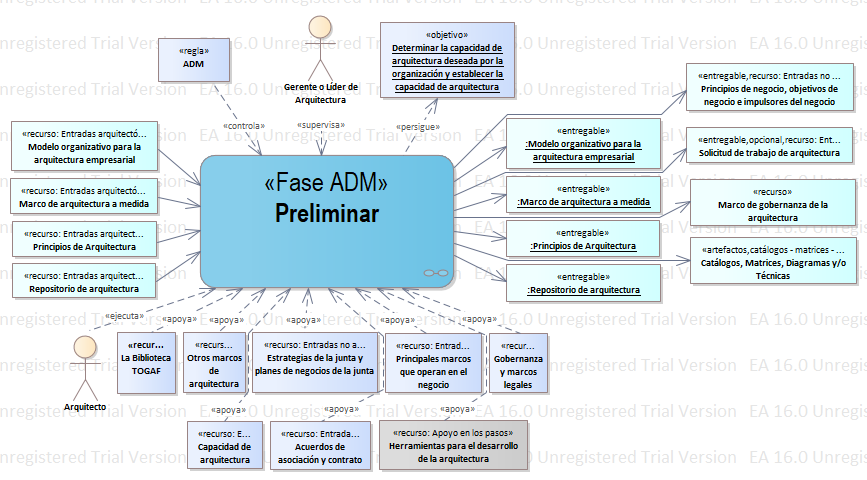 «regla»
ADM
Gerente o Líder de
Arquitectura
«objetivo»
Determinar la capacidad de
arquitectura deseada por la
organización y establecer la
capacidad de arquitectura
«controla»
«supervisa»
«persigue»
«recurso: Entradas arquitectó...
Modelo organizativo para la
arquitectura empresarial
«recurso: Entradas arquitectó...
Marco de arquitectura a medida
«recurso: Entradas arquitect...
Principios de Arquitectura
«recurso: Entradas arquitect...
Repositorio de arquitectura
«Fase ADM»
Preliminar
«entregable»
:Modelo organizativo para la
arquitectura empresarial
«entregable»
:Marco de arquitectura a medida
«entregable»
:Principios de Arquitectura
«entregable»
:Repositorio de arquitectura
«entregable,recurso: Entradas no ...
Principios de negocio, objetivos de
negocio e impulsores del negocio
«entregable,opcional,recurso: Ent...
Solicitud de trabajo de arquitectura
«recurso»
Marco de gobernanza de la
arquitectura
«artefactos,catálogos - matrices - ...
Catálogos, Matrices, Diagramas y/o
Técnicas
«ejecuta»
«apoya»
«apoya»
«apoya»
«apoya»
«apoya»
Arquitecto
«recur...
La Biblioteca
TOGAF
«recurs...
Otros marcos
de
arquitectura
«recurso: Entradas no a...
Estrategias de la junta y
planes de negocios de la junta
«recurso: Entrad...
Principales marcos
que operan en el
negocio
«recur...
Gobernanza
y marcos
legales
«apoya»
«apoya»
«apoya»
«recurso: E...
Capacidad de
arquitectura
«recurso: Entrada...
Acuerdos de
asociación y contrato
«recurso: Apoyo en los pasos»
Herramientas para el desarrollo
de la arquitectura
Unregistered Trial Version EA 16.0 Unregistered Trial Version EA 16.0 Unregistered Trial Version